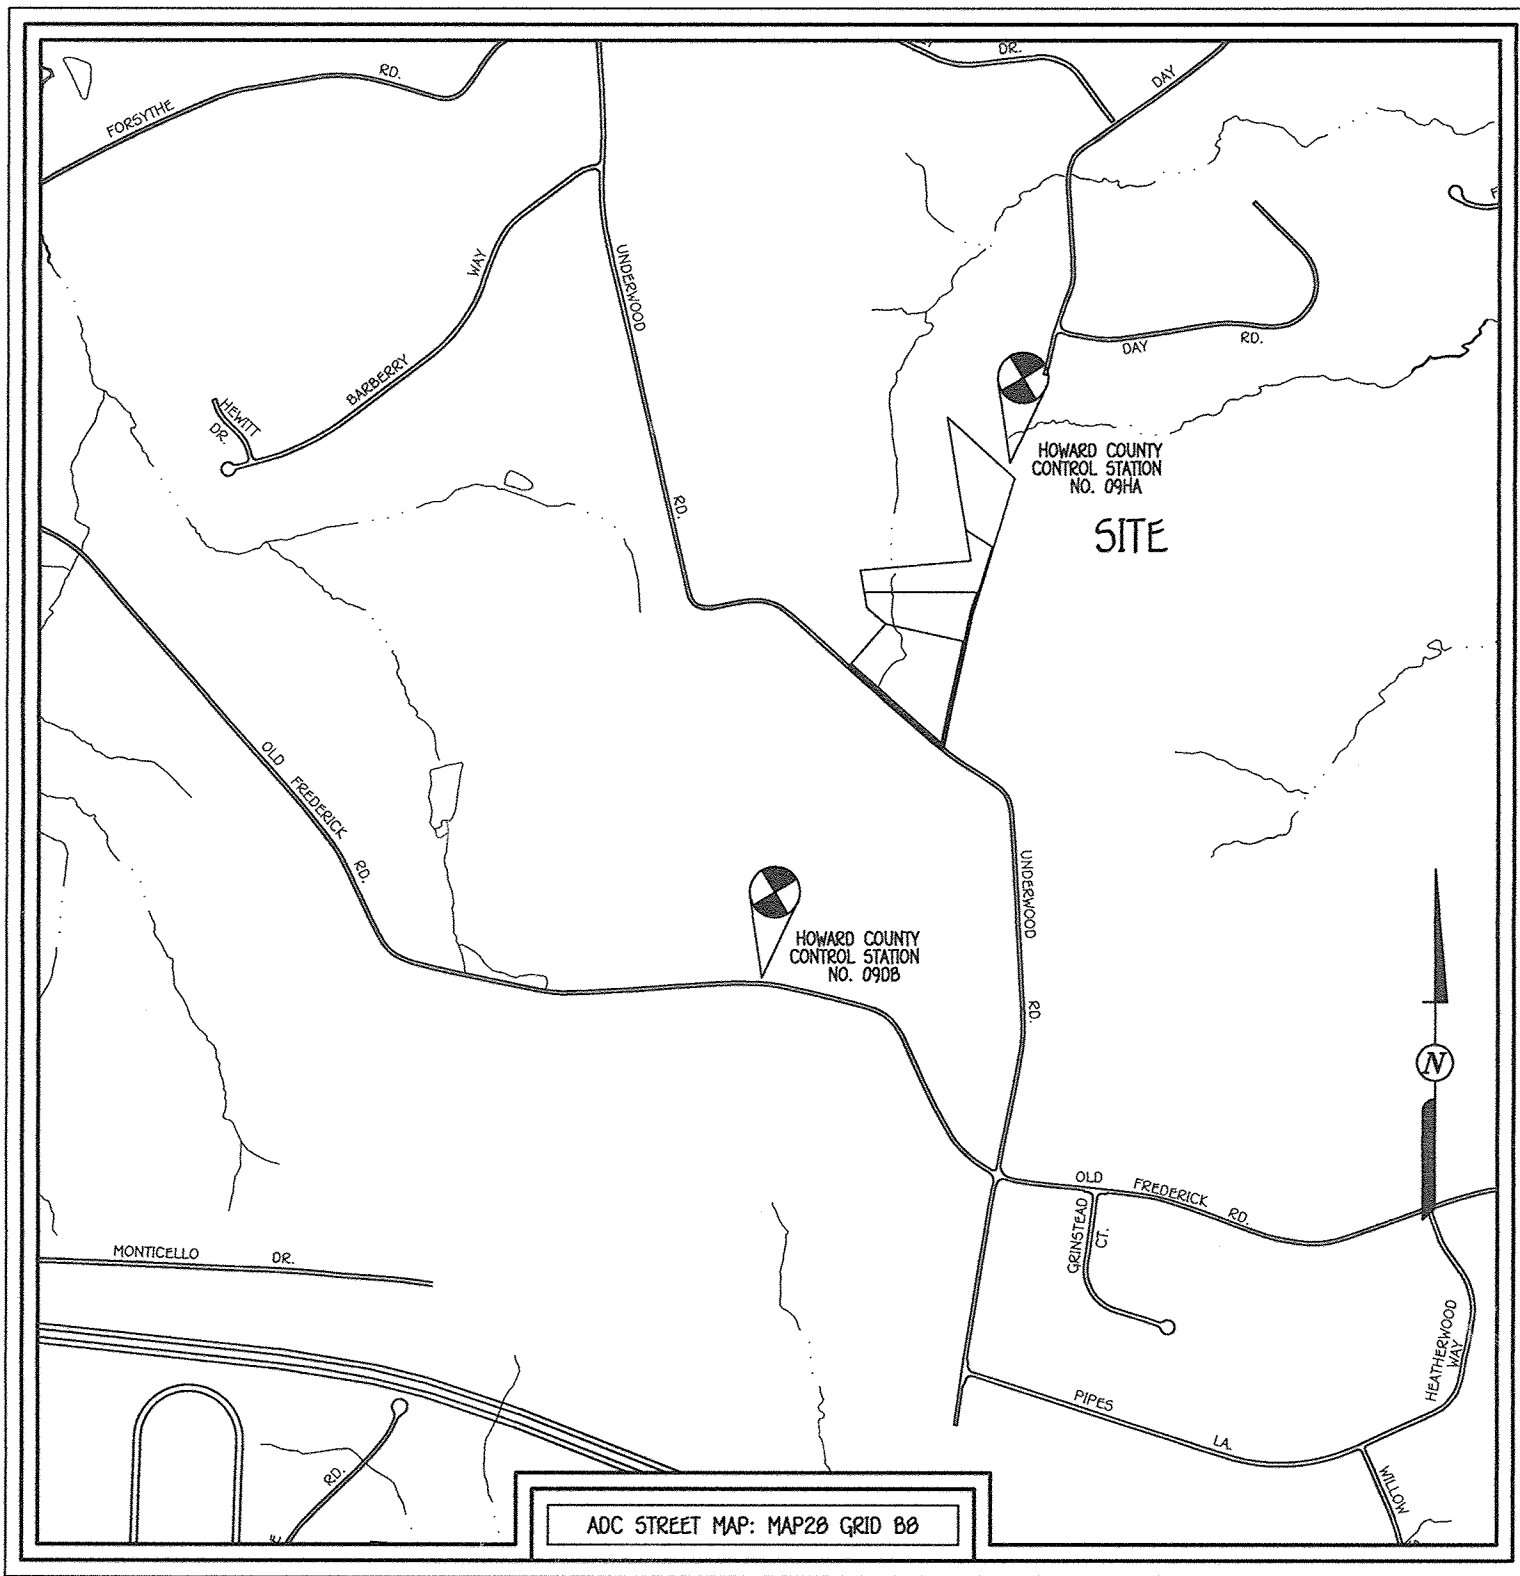 DR.
RD.
DAY
FORSYTHE
UNDERWOOD
WAY
DAY
RD.
BARBERRY
HEWITT
DR.
HOWARD COUNTY
CONTROL STATION
NO. 09HA
RD.
SITE
OLD FREDERICK
RD.
UNDERWOOD
HOWARD COUNTY
CONTROL STATION
NO. 09DB
RD.
N
OLD FREDERICK RD.
GRINSTEAD
CT.
MONTICELLO DR.
HEATHERWOOD
WAY
PIPES
LA.
RD.
WILLOW
ADC STREET MAP: MAP28 GRID B8